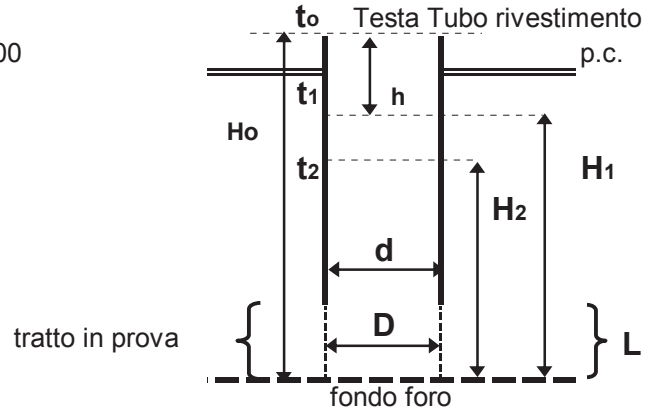 to Testa Tubo rivestimento
00 p.c.
t1 h
Ho
t2 H1
H2
d
tratto in prova D L
fondo foro